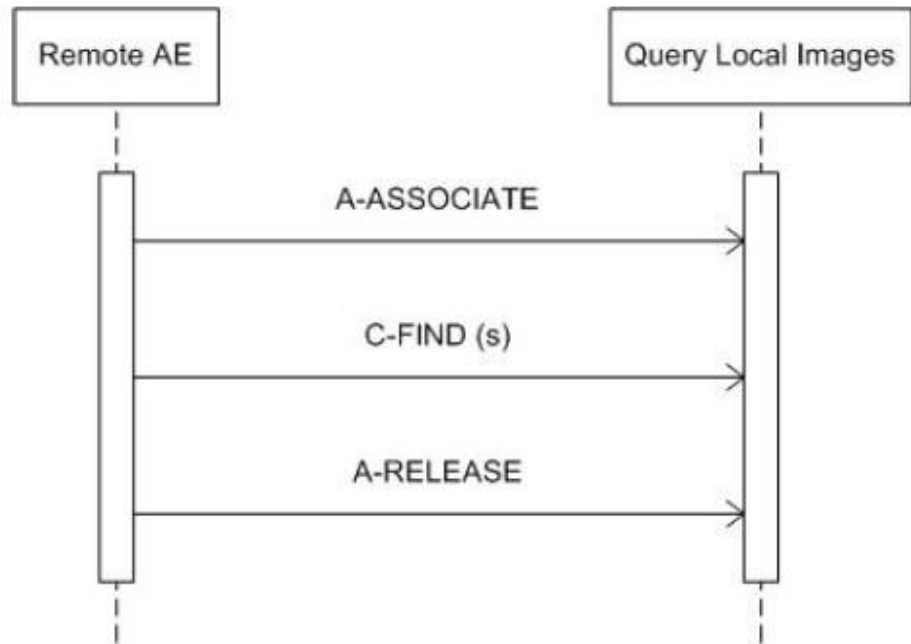 Remote AE
Query Local Images
A-ASSOCIATE
C-FIND (s)
A-RELEASE